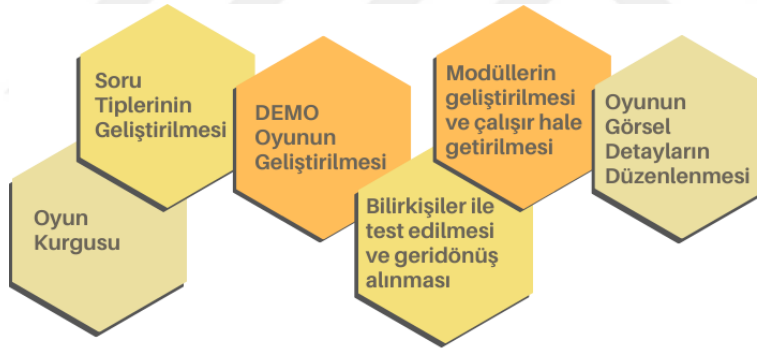 Oyun
Kurgusu
Soru
Tiplerinin
Geliştirilmesi
DEMO
Oyunun
Geliştirilmesi
Bilirkişiler ile
test edilmesi
ve geridönüş
alınması
Modüllerin
geliştirilmesi
ve çalışır hale
getirilmesi
Oyunun
Görsel
Detayların
Düzenlenmesi